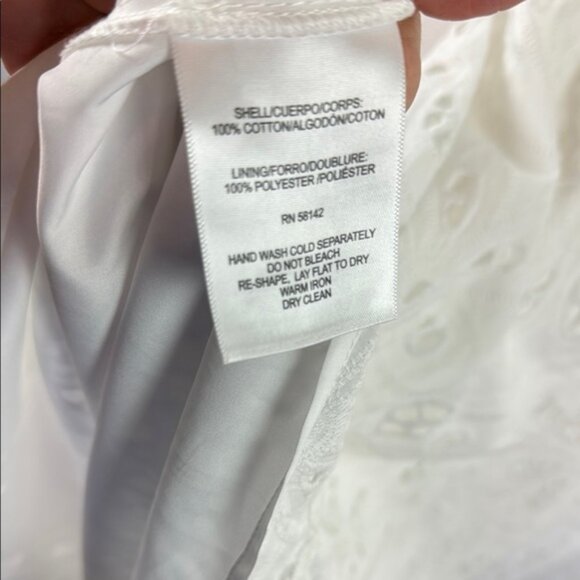 SHELL/CUERPO/CORPS:
100% COTTON/ALGODÓN/COTON
LINING/FORRO/DOUBLURE:
100% POLYESTER /POLIÉSTER
RN 58142
HAND WASH COLD SEPARATELY
DO NOT BLEACH
RE-SHAPE, LAY FLAT TO DRY
WARM IRON
DRY CLEAN